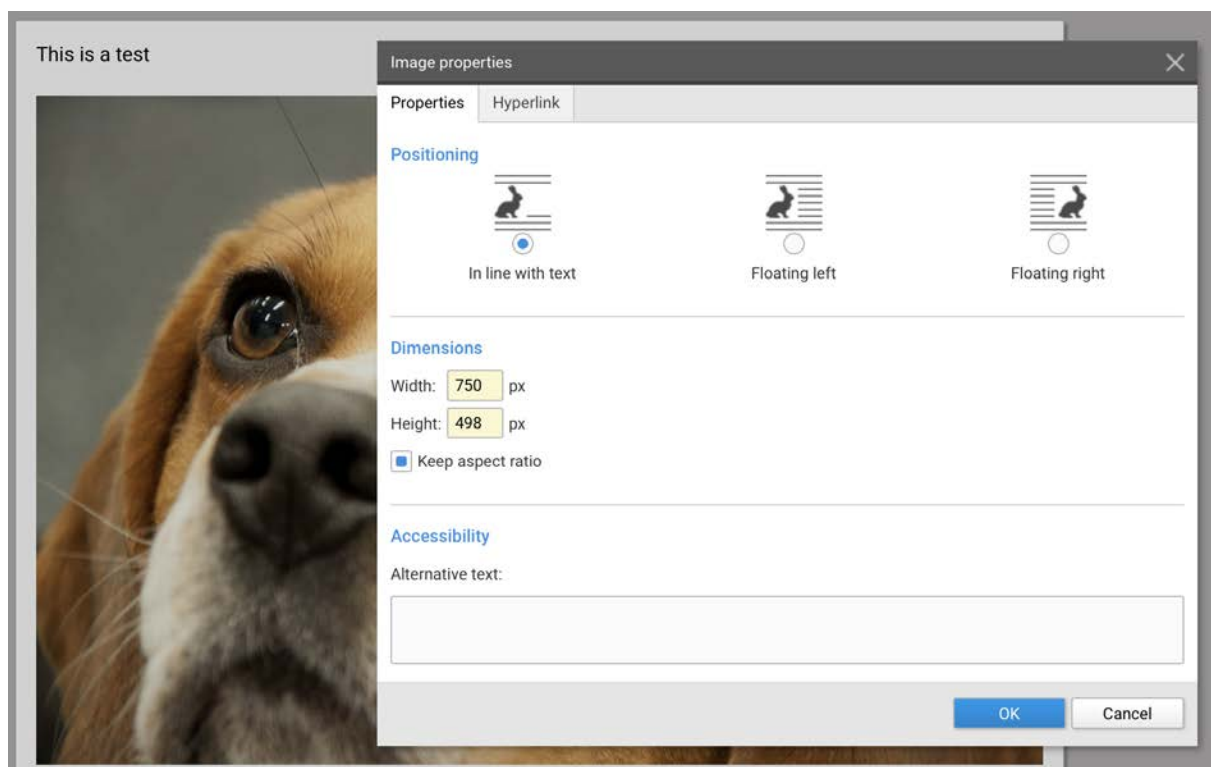 This is a test
Image properties
Properties Hyperlink
Positioning
In line with text Floating left Floating right
Dimensions
Width: 750 px
Height: 498 px
Keep aspect ratio
Accessibility
Alternative text:
OK Cancel